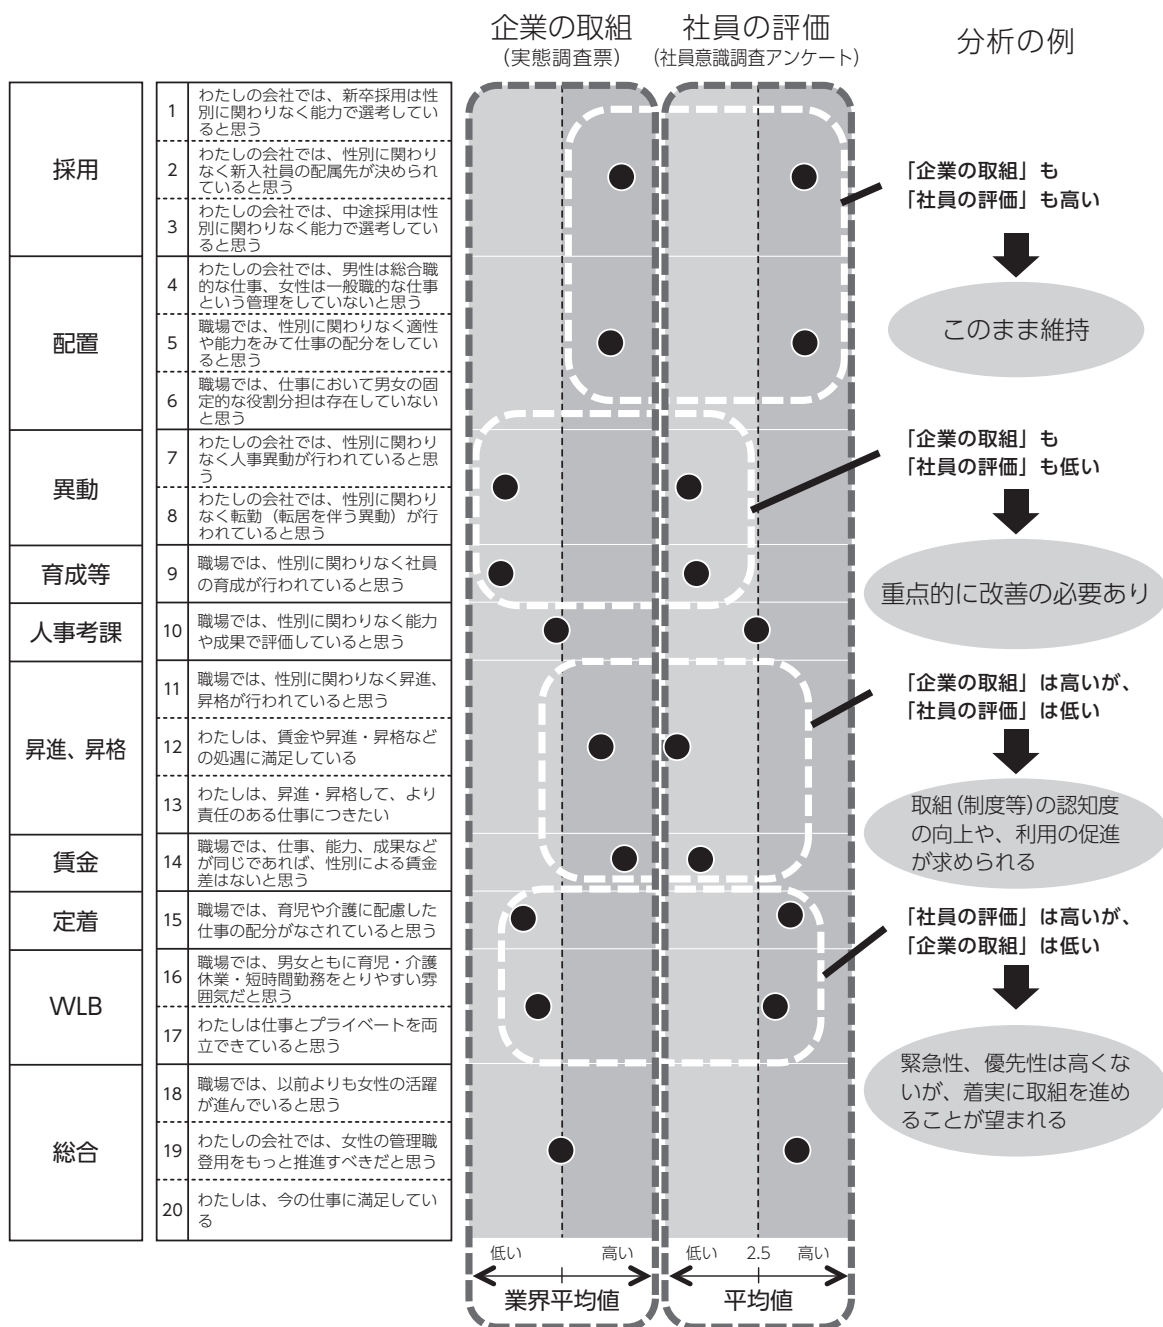 企業の取組
(実態調査票)
社員の評価
(社員意識調査アンケート)
分析の例
採用
1
わたしの会社では、新卒採用は性
別に関わりなく能力で選考してい
ると思う
2
わたしの会社では、性別に関わり
なく新入社員の配属先が決められ
ていると思う
3
わたしの会社では、中途採用は性
別に関わりなく能力で選考してい
ると思う
配置
4
わたしの会社では、男性は総合職
的な仕事、女性は一般職的な仕事
という管理をしていないと思う
5
職場では、性別に関わりなく適性
や能力をみて仕事の配分をしてい
ると思う
6
職場では、仕事において男女の固
定的な役割分担は存在していない
と思う
異動
7
わたしの会社では、性別に関わり
なく人事異動が行われていると思
う
8
わたしの会社では、性別に関わり
なく転勤（転居を伴う異動）が行
われていると思う
育成等
9
職場では、性別に関わりなく社員
の育成が行われていると思う
人事考課
10
職場では、性別に関わりなく能力
や成果で評価していると思う
昇進、昇格
11
職場では、性別に関わりなく昇進、
昇格が行われていると思う
12
わたしは、賃金や昇進・昇格など
の処遇に満足している
13
わたしは、昇進・昇格して、より
責任のある仕事につきたい
賃金
14
職場では、仕事、能力、成果など
が同じであれば、性別による賃金
差はないと思う
定着
15
職場では、育児や介護に配慮した
仕事の配分がなされていると思う
WLB
16
職場では、男女ともに育児・介護
休業・短時間勤務をとりやすい雰
囲気だと思う
17
わたしは仕事とプライベートを両
立できていると思う
総合
18
職場では、以前よりも女性の活躍
が進んでいると思う
19
わたしの会社では、女性の管理職
登用をもっと推進すべきだと思う
20
わたしは、今の仕事に満足してい
る
低い 高い
業界平均値
低い 2.5 高い
平均値
「企業の取組」も
「社員の評価」も高い
このまま維持
「企業の取組」も
「社員の評価」も低い
重点的に改善の必要あり
「企業の取組」は高いが、
「社員の評価」は低い
取組(制度等)の認知度
の向上や、利用の促進
が求められる
「社員の評価」は高いが、
「企業の取組」は低い
緊急性、優先性は高くな
いが、着実に取組を進め
ることが望まれる